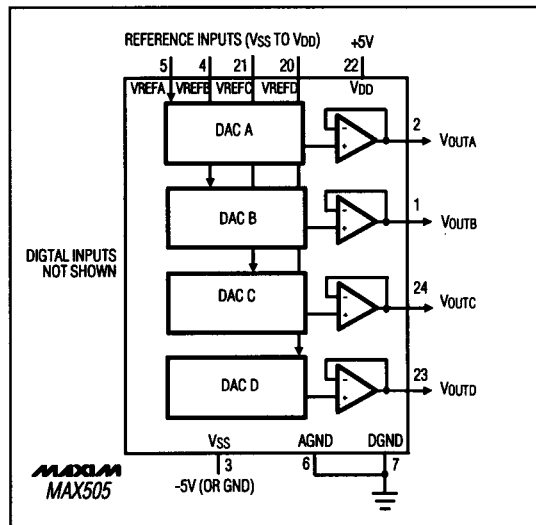 REFERENCE INPUTS (VSS TO VDD) +5V
5 4 21 20 22
VREFA VREFB VREFC VREFD VDD
DAC A
2
VOUTA
DAC B
1
VOUTB
DIGTAL INPUTS
NOT SHOWN
DAC C
24
VOUTC
DAC D
23
VOUTD
VSS AGND DGND
3 6 7
-5V (OR GND)
MAXIM
MAX505